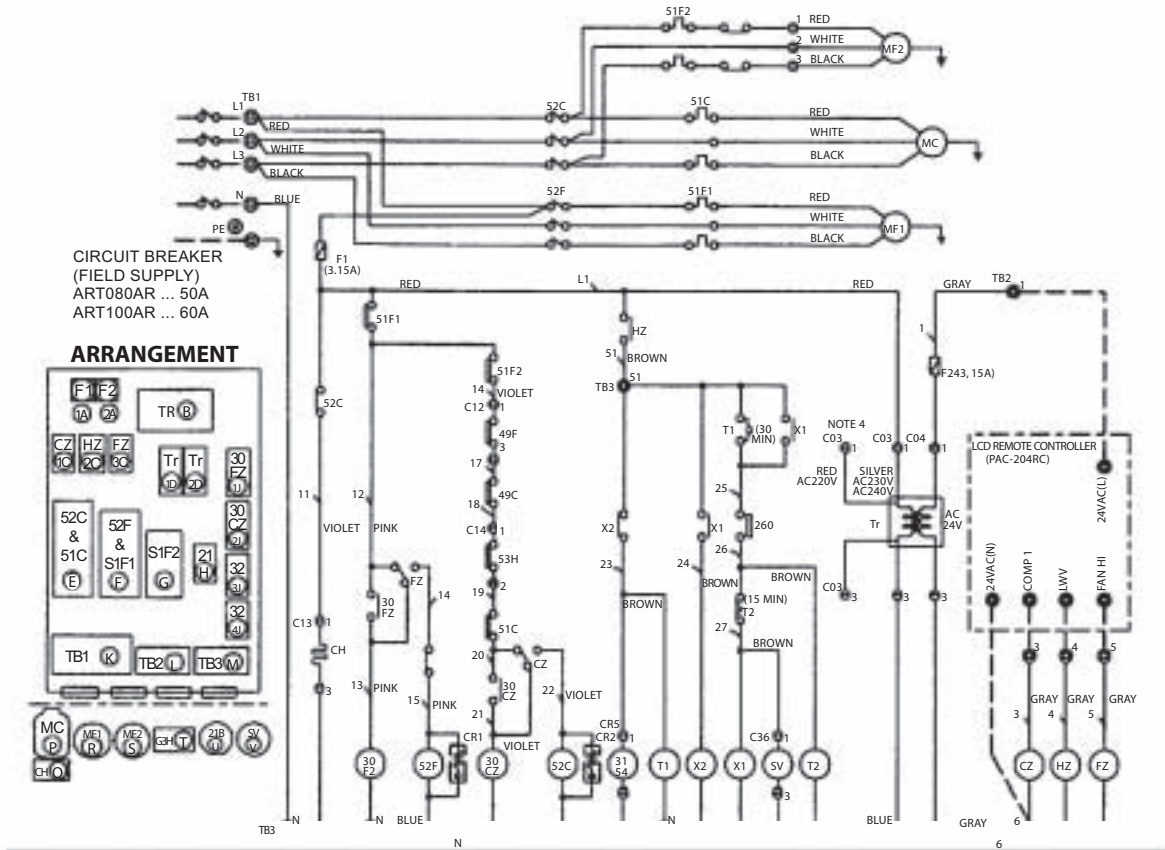 51F2
1 RED
2 WHITE
3 BLACK
MF2
TB1
L1
RED
L2
WHITE
L3
BLACK
52C
51C
RED
WHITE
BLACK
MC
N
BLUE
PE
52F
51F1
RED
WHITE
BLACK
MF1
CIRCUIT BREAKER
(FIELD SUPPLY)
ART080AR ... 50A
ART100AR ... 60A
F1
(3.15A)
RED
L1
RED
GRAY
TB2
1
ARRANGEMENT
F1 F2
1A 2A
TR B
CZ HZ FZ
1C 2C 3C
Tr Tr
1D 2D
30
FZ
1J
30
CZ
2J
32
3J
32
4J
52C
&
51C
E
52F
&
S1F1
F
S1F2
G
21
H
TB1 K
TB2 L
TB3 M
MC
P
MF1
R
MF2
S
G3H T
21B
U
SV
V
CH Q
51F1
52C
11
VIOLET
12
PINK
C13 1
CH
3
FZ
30
FZ
14
13 PINK
15 PINK
51F2
14
VIOLET
C12 1
49F
3
17
49C
18
C14 1
53H
2
19
51C
20
CZ
30
CZ
21
VIOLET
22
VIOLET
CR1
CR5
CR2 1
HZ
51
BROWN
TB3
51
T1
(30
MIN)
X1
25
X2
X1
260
23
24
26
BROWN
BROWN
BROWN
(15 MIN)
T2
27
BROWN
C36 1
3
NOTE 4
C03 1
C03 1
C04 1
RED
AC220V
SILVER
AC230V
AC240V
Tr
AC
24V
C03 3
3
3
1
F243, 15A)
LCD REMOTE CONTROLLER
(PAC-204RC)
24VAC(L)
24VAC(N)
COMP 1
LWV
FAN HI
3
4
5
GRAY
GRAY
GRAY
3
4
5
30
F2
52F
30
CZ
52C
31
54
T1
X2
X1
SV
T2
CZ
HZ
FZ
TB3
N
N
BLUE
N
BLUE
GRAY
6
N
6